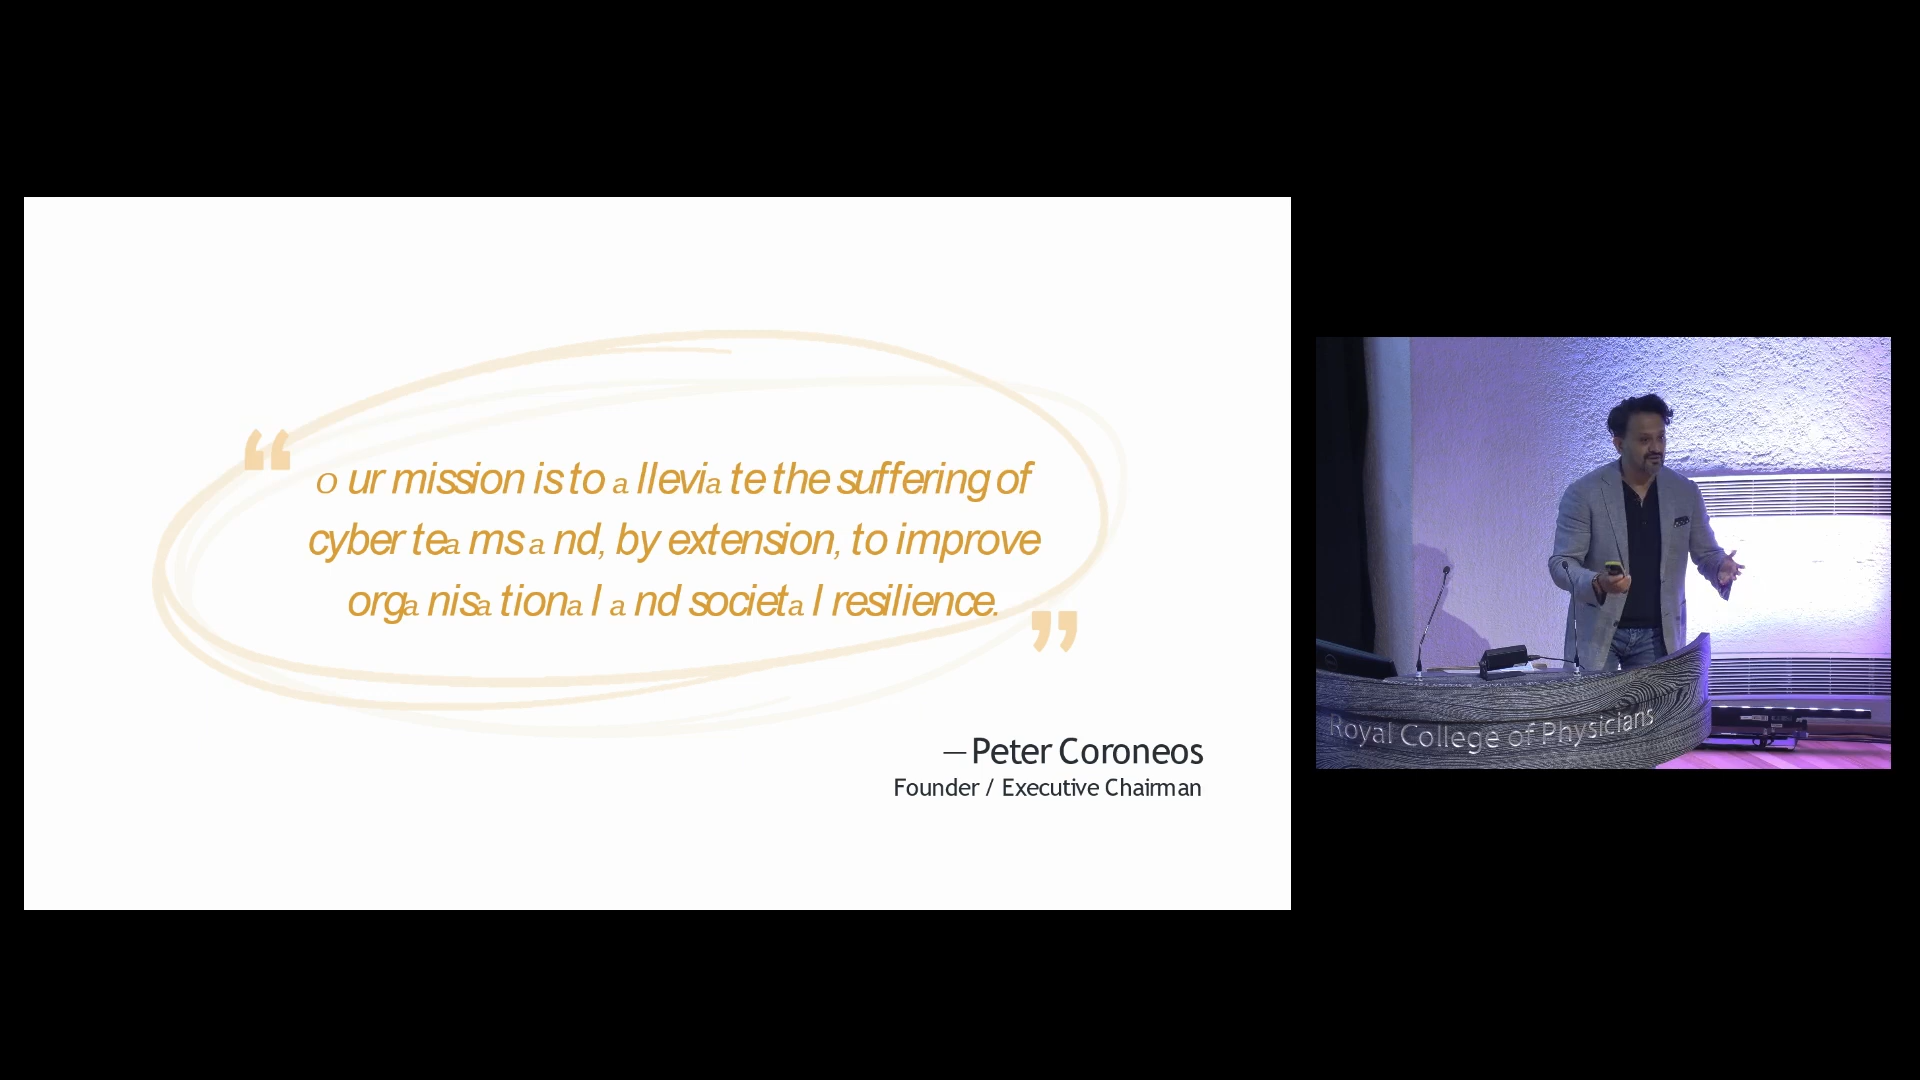 “ Our mission is to alleviate the suffering of
cyber teams and, by extension, to improve
organisational and societal resilience. ”
—Peter Coroneos
Founder / Executive Chairman
Royal College of Physicians